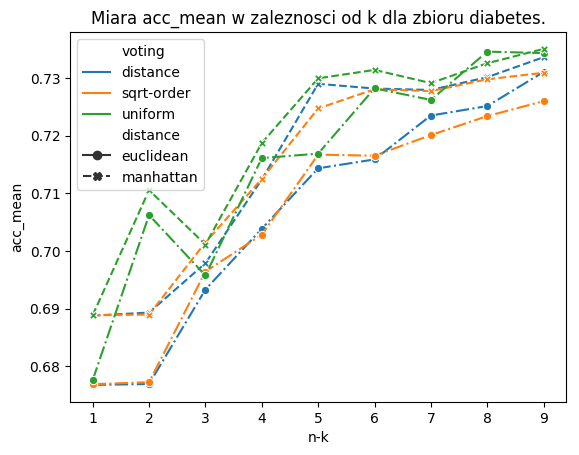 Miara acc_mean w zaleznosci od k dla zbioru diabetes.
voting
distance
sqrt-order
uniform
distance
euclidean
manhattan
acc_mean
0.73
0.72
0.71
0.70
0.69
0.68
1 2 3 4 5 6 7 8 9
n-k